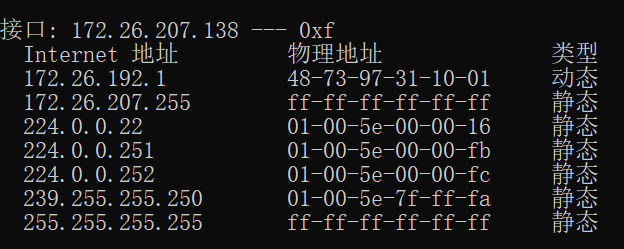 接口: 172.26.207.138 --- 0xf
Internet 地址 物理地址 类型
172.26.192.1 48-73-97-31-10-01 动态
172.26.207.255 ff-ff-ff-ff-ff-ff 静态
224.0.0.22 01-00-5e-00-00-16 静态
224.0.0.251 01-00-5e-00-00-fb 静态
224.0.0.252 01-00-5e-00-00-fc 静态
239.255.255.250 01-00-5e-7f-ff-fa 静态
255.255.255.255 ff-ff-ff-ff-ff-ff 静态